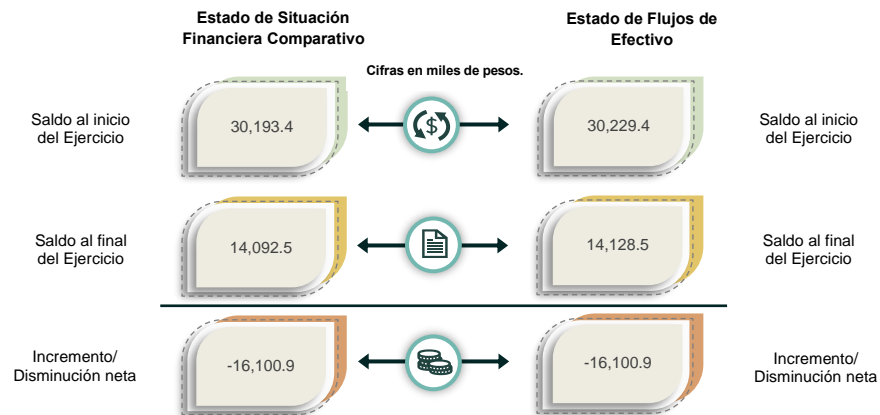 Estado de Situación
Financiera Comparativo
Estado de Flujos de
Efectivo
Cifras en miles de pesos.
Saldo al inicio
del Ejercicio
30,193.4
$
30,229.4
Saldo al inicio
del Ejercicio
Saldo al final
del Ejercicio
14,092.5
14,128.5
Saldo al final
del Ejercicio
Incremento/
Disminución neta
-16,100.9
-16,100.9
Incremento/
Disminución neta